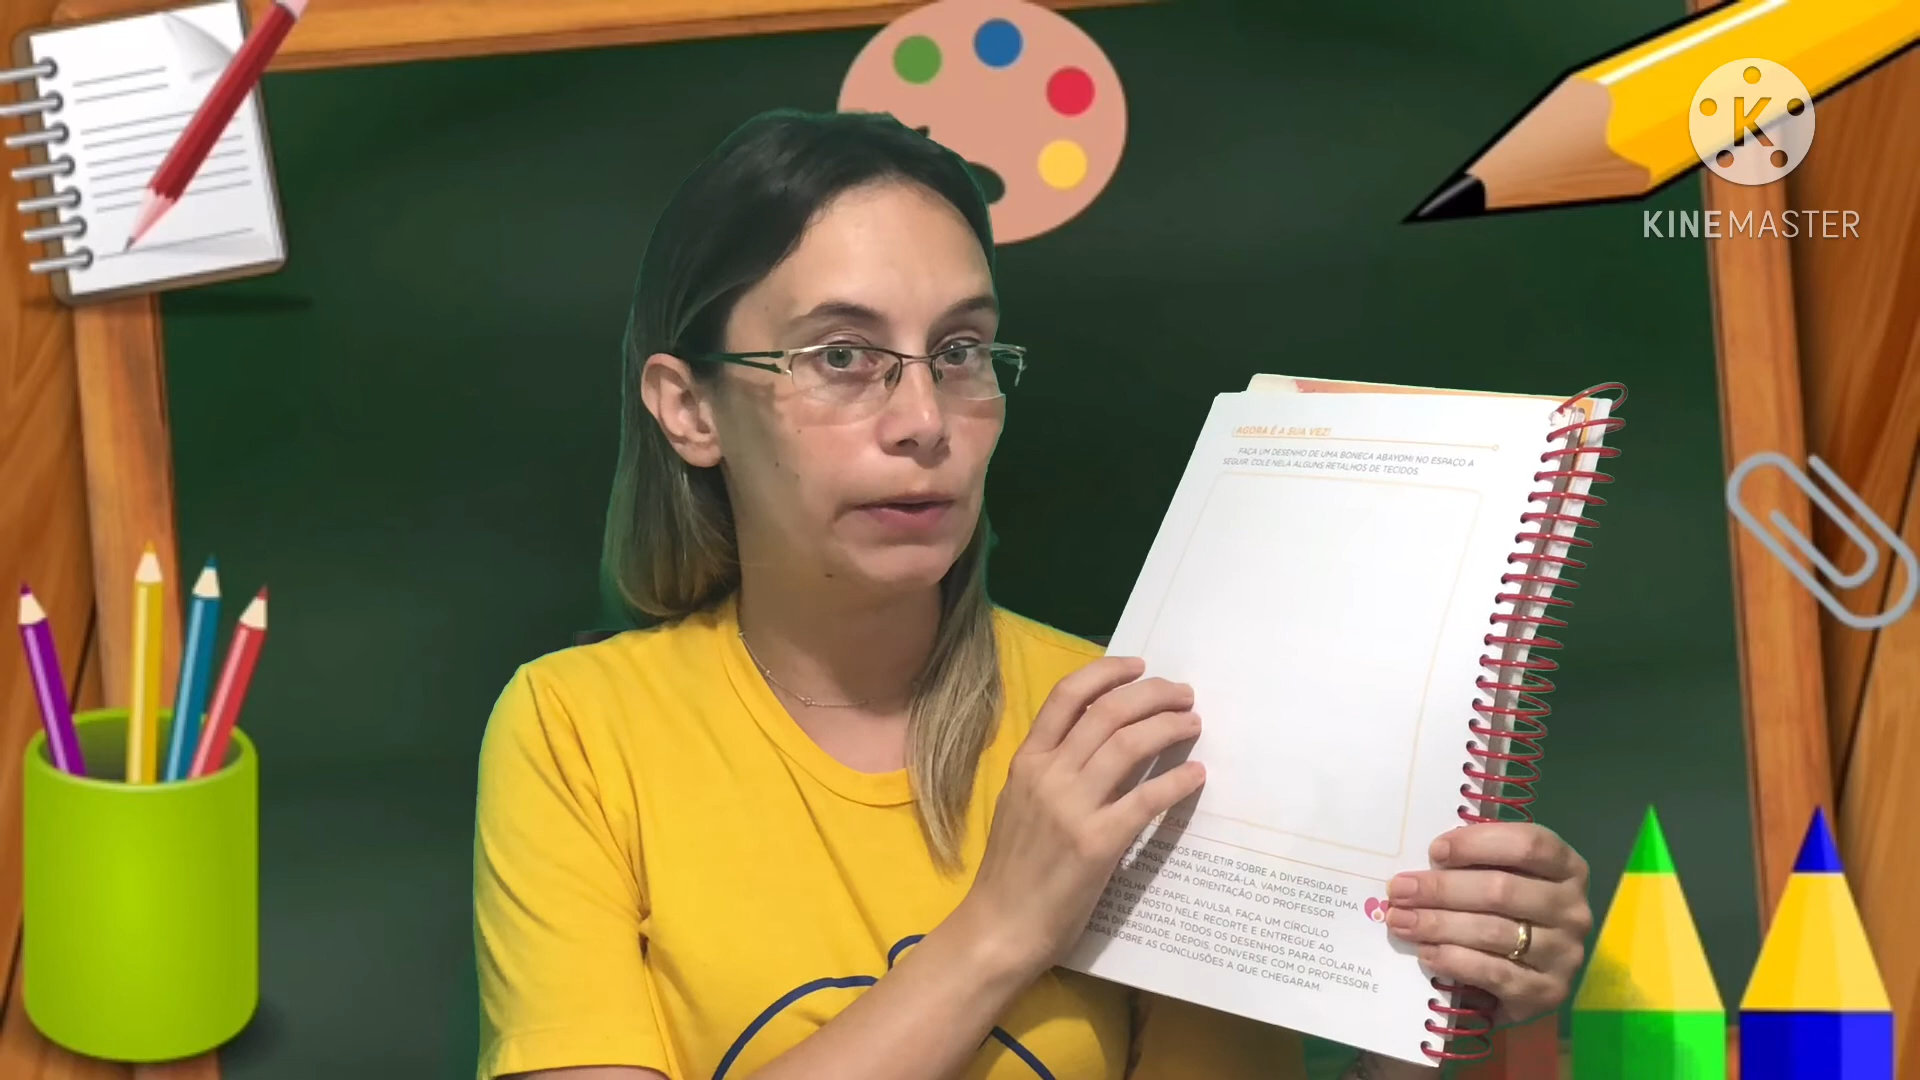 K
KINEMASTER
AGORA É A SUA VEZ!
FAÇA UM DESENHO DE UMA BONECA ABAYOMI NO ESPAÇO A
SEGUIR. COLE NELA ALGUNS RETALHOS DE TECIDOS.
PODEMOS REFLETIR SOBRE A DIVERSIDADE
BRASIL. PARA VALORIZÁ-LA, VAMOS FAZER UMA
COLETIVA COM A ORIENTAÇÃO DO PROFESSOR
FOLHA DE PAPEL AVULSA, FAÇA UM CÍRCULO
O SEU ROSTO NELE. RECORTE E ENTREGUE AO
ELE JUNTARÁ TODOS OS DESENHOS PARA COLAR NA
DA DIVERSIDADE. DEPOIS, CONVERSE COM O PROFESSOR E
SOBRE AS CONCLUSÕES A QUE CHEGARAM.